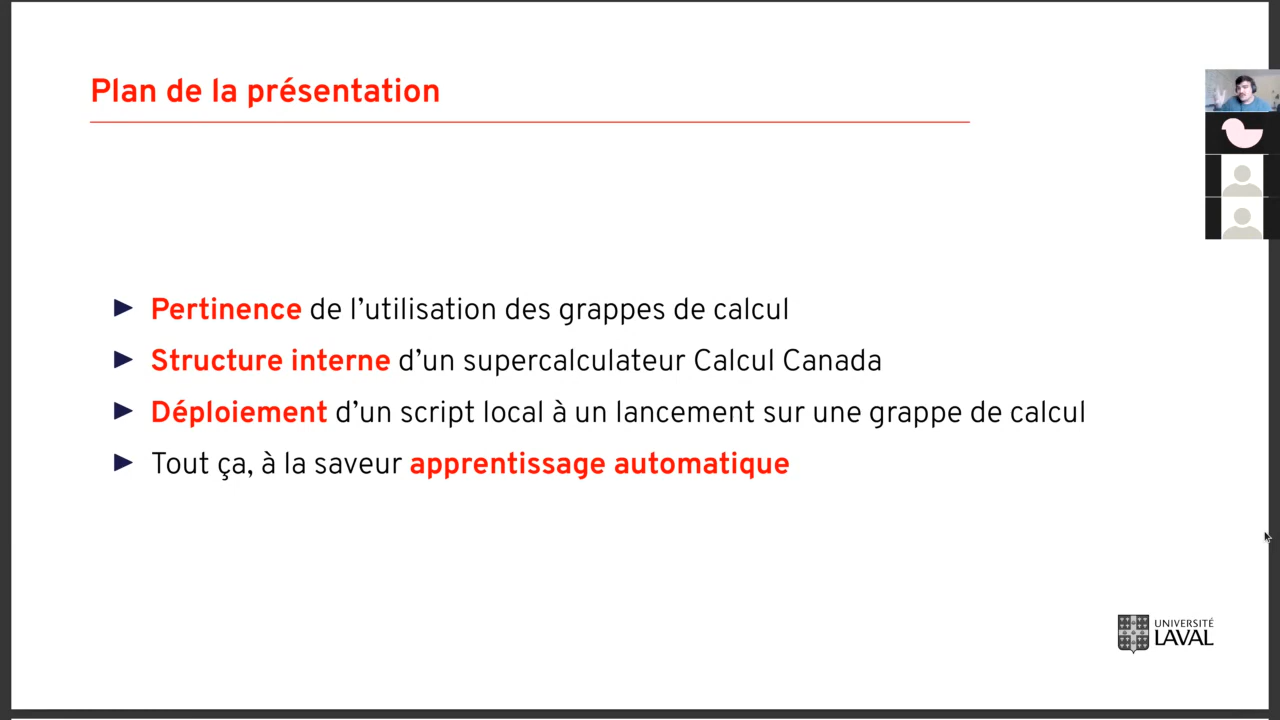 Plan de la présentation
Pertinence de l'utilisation des grappes de calcul
Structure interne d'un supercalculateur Calcul Canada
Déploiement d'un script local à un lancement sur une grappe de calcul
Tout ça, à la saveur apprentissage automatique
UNIVERSITÉ
LAVAL